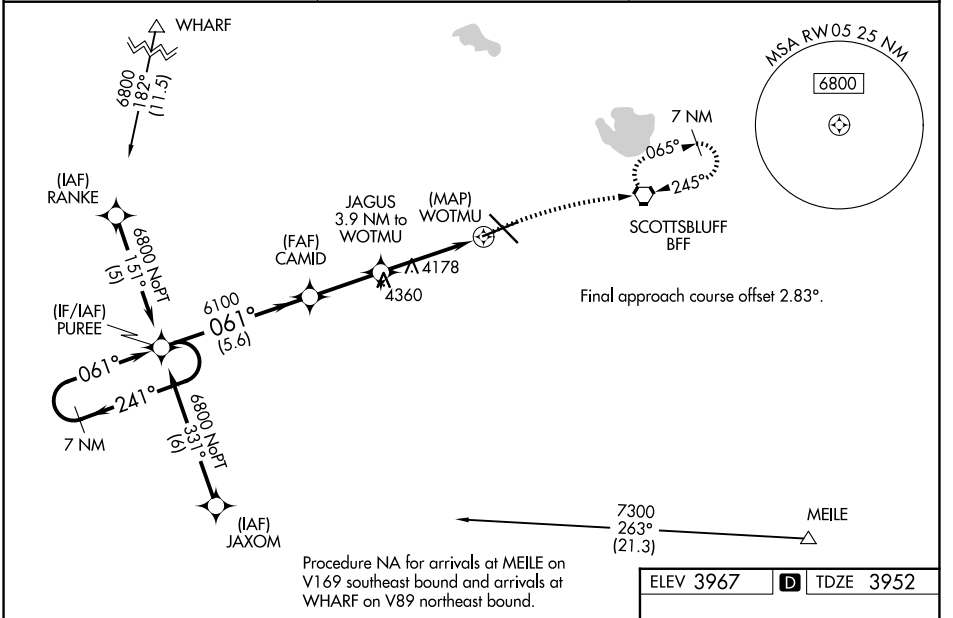 WHARF
6800
182°
(11.5)
MSA RW05 25 NM
6800
7 NM
065°
245°
SCOTTSBLUFF
BFF
(IAF)
RANKE
6800 NoPT
151°
(5)
JAGUS
3.9 NM to
WOTMU
(MAP)
WOTMU
(FAF)
CAMID
4178
4360
Final approach course offset 2.83°.
(IF/IAF)
PUREE
6100
061°
(5.6)
061°
241°
7 NM
6800 NoPT
331°
(6)
(IAF)
JAXOM
7300
263°
(21.3)
MEILE
Procedure NA for arrivals at MEILE on
V169 southeast bound and arrivals at
WHARF on V89 northeast bound.
ELEV 3967 D TDZE 3952